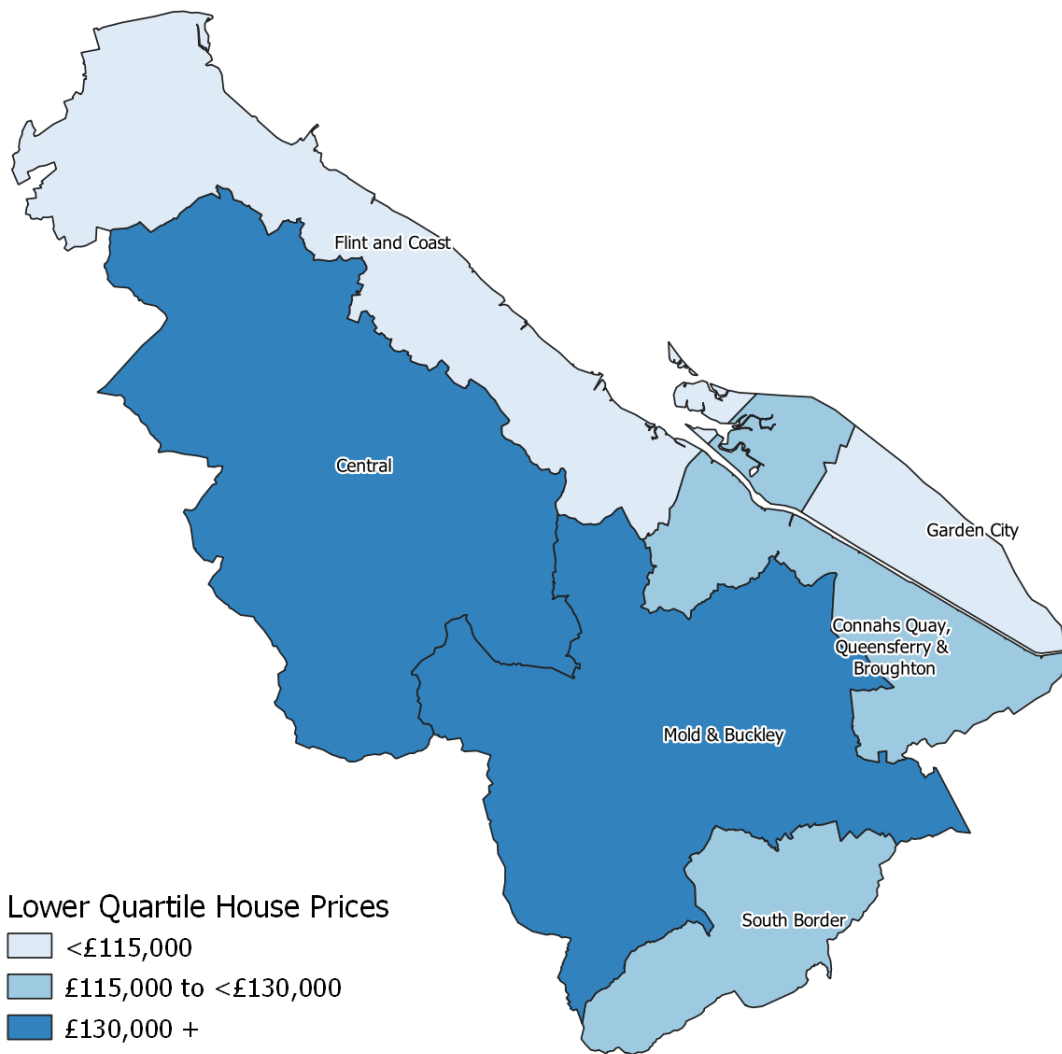 Flint and Coast
Central
Garden City
Connahs Quay,
Queensferry &
Broughton
Mold & Buckley
South Border
Lower Quartile House Prices
<£115,000
£115,000 to <£130,000
£130,000 +